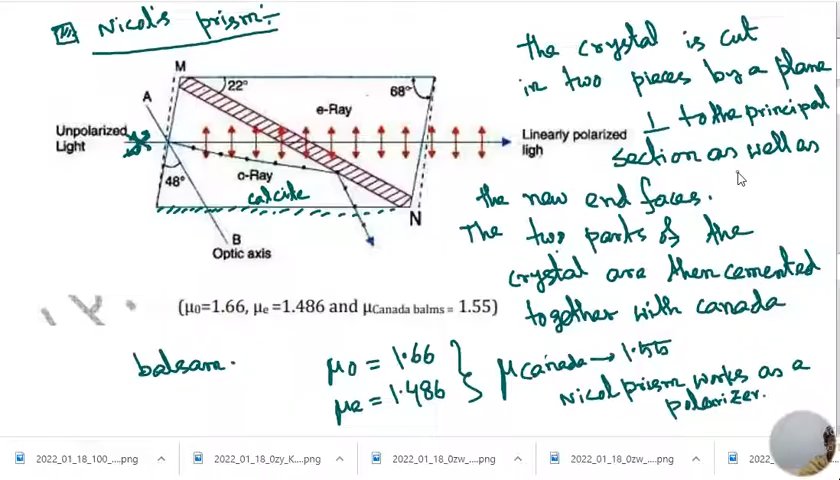 Nicol's prism:-
the crystal is cut
in two pieces by a plane
⊥ to the principal
section as well as
the new end faces.
The two parts of the
crystal are then cemented
together with canada
balsam.
M
22°
68°
A
e-Ray
Unpolarized
Light
Linearly polarized
ligh
o-Ray
48°
calcite
N
B
Optic axis
(μ0=1.66, μe =1.486 and μCanada balms = 1.55)
μo = 1.66
μe = 1.486
μcanada → 1.55
Nicol prism works as a
polarizer.
2022_01_18_100_....png
2022_01_18_0zy_K....png
2022_01_18_0zw_....png
2022_01_18_0zw_....png
2022_01_18_